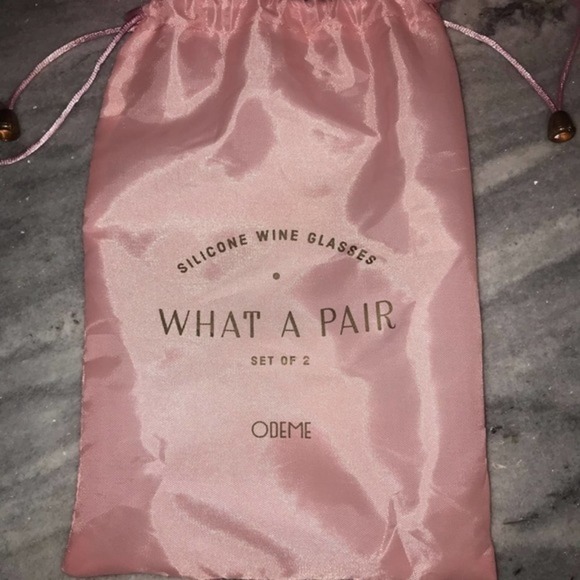 SILICONE WINE GLASSES
WHAT A PAIR
SET OF 2
ODEME